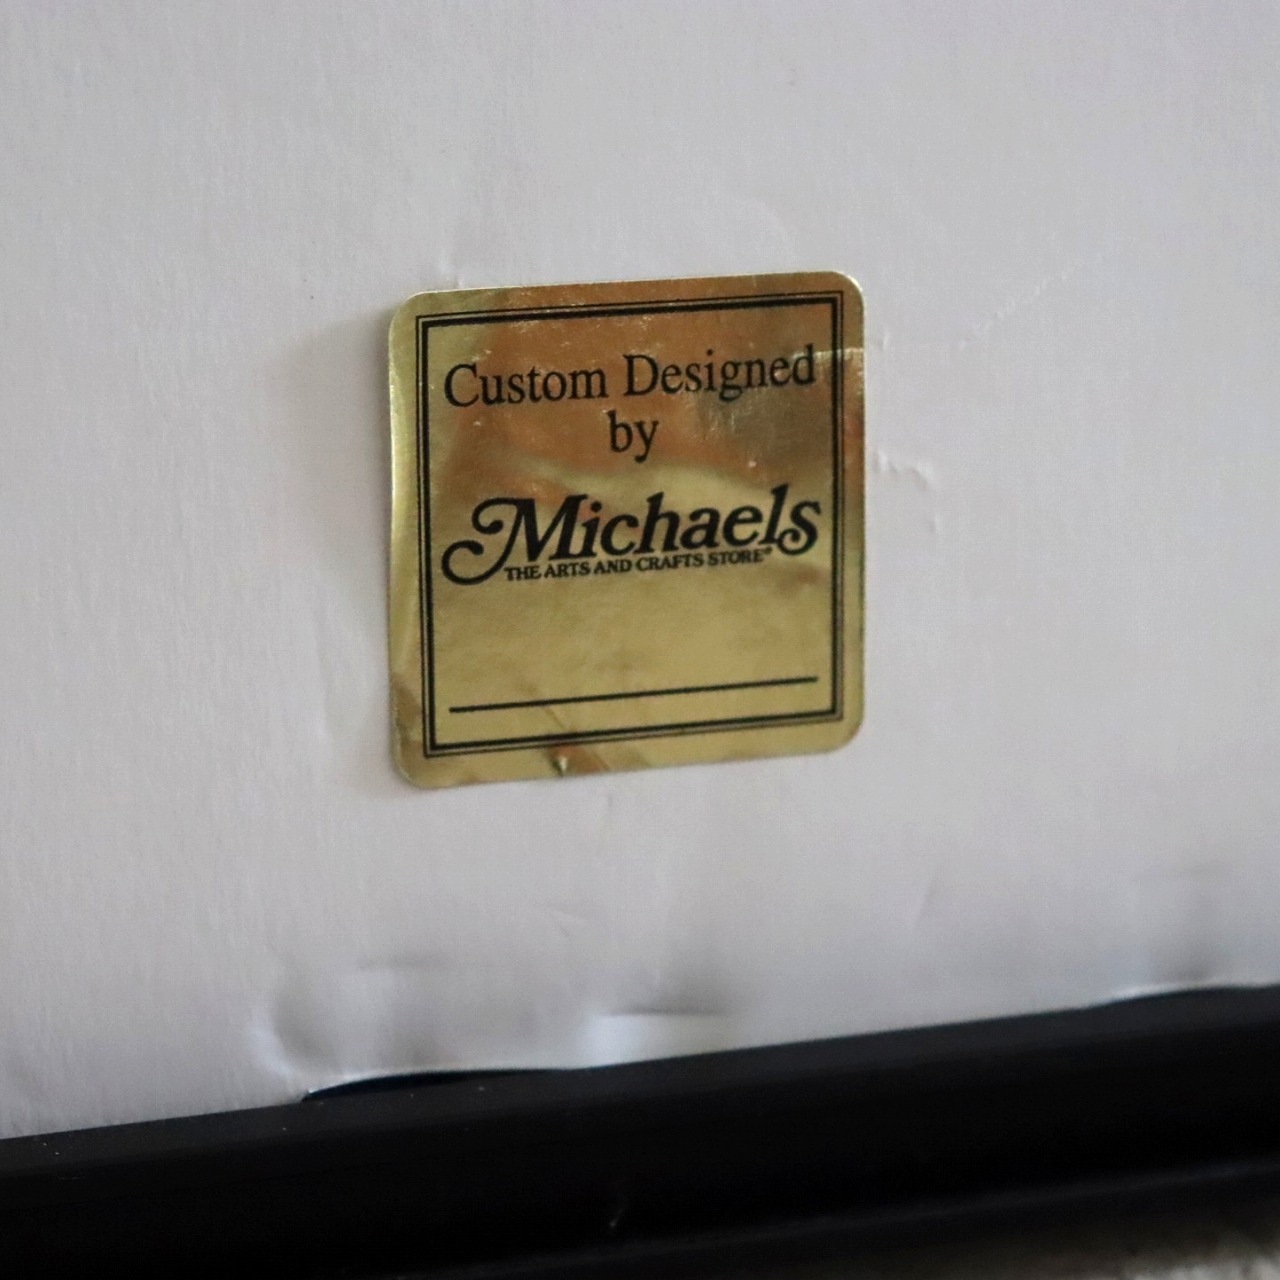 Custom Designed
by
Michaels
THE ARTS AND CRAFTS STORE®